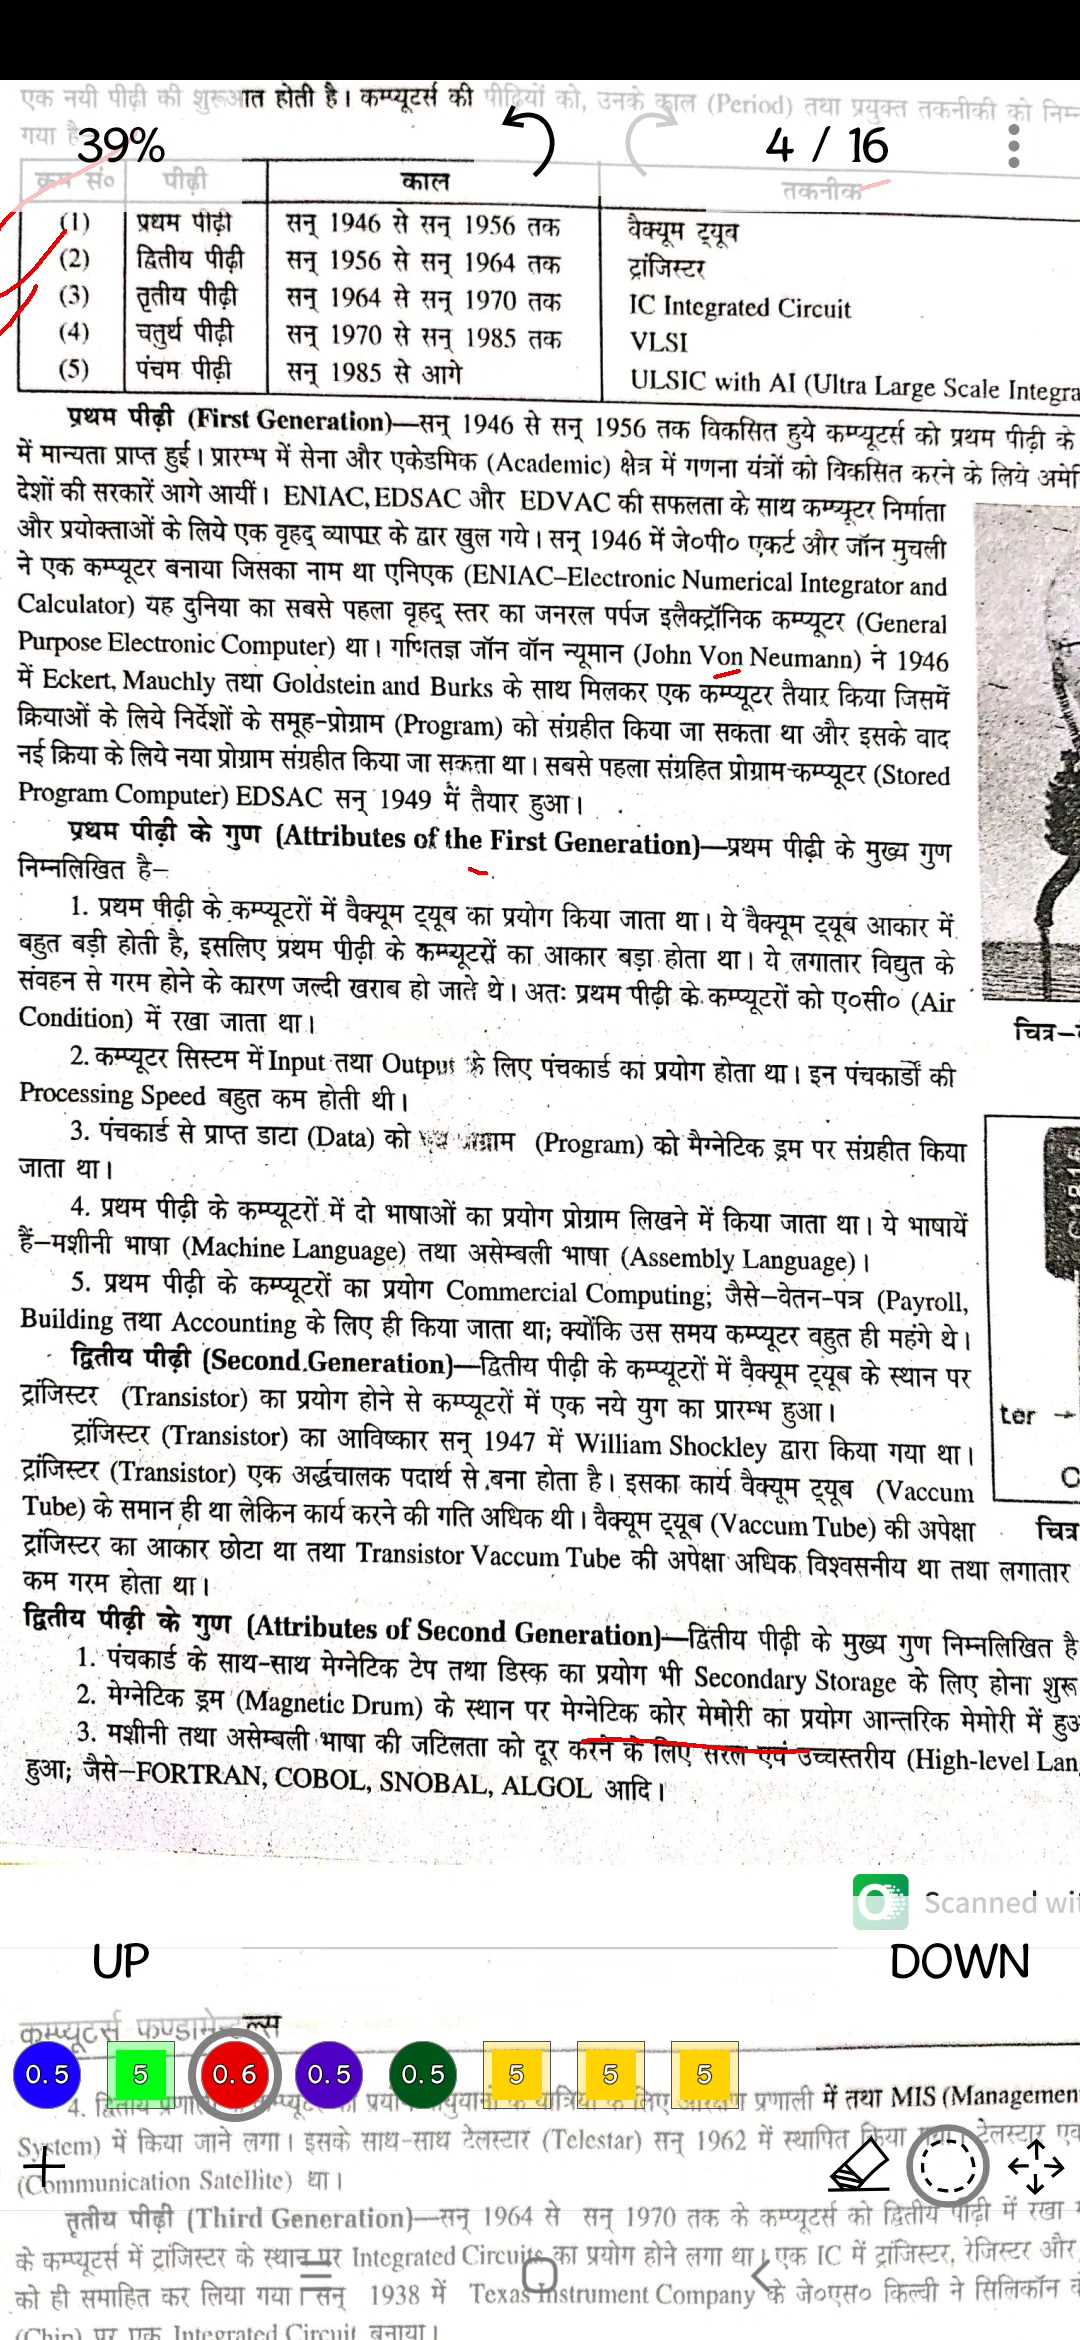 एक नयी पीढ़ी की शुरूआत होती है। कम्प्यूटर्स की पीढ़ियों को, उनके काल (Period) तथा प्रयुक्त तकनीकी को निम्न
गया है
39%
4 / 16
क्रम सं० पीढ़ी काल तकनीक
(1) प्रथम पीढ़ी सन् 1946 से सन् 1956 तक वैक्यूम ट्यूब
(2) द्वितीय पीढ़ी सन् 1956 से सन् 1964 तक ट्रांजिस्टर
(3) तृतीय पीढ़ी सन् 1964 से सन् 1970 तक IC Integrated Circuit
(4) चतुर्थ पीढ़ी सन् 1970 से सन् 1985 तक VLSI
(5) पंचम पीढ़ी सन् 1985 से आगे ULSIC with AI (Ultra Large Scale Integra
प्रथम पीढ़ी (First Generation)—सन् 1946 से सन् 1956 तक विकसित हुये कम्प्यूटर्स को प्रथम पीढ़ी के
में मान्यता प्राप्त हुई। प्रारम्भ में सेना और एकेडमिक (Academic) क्षेत्र में गणना यंत्रों को विकसित करने के लिये अमे
देशों की सरकारें आगे आयीं। ENIAC, EDSAC और EDVAC की सफलता के साथ कम्प्यूटर निर्माता
और प्रयोक्ताओं के लिये एक वृहद् व्यापार के द्वार खुल गये। सन् 1946 में जे०पी० एकर्ट और जॉन मुचली
ने एक कम्प्यूटर बनाया जिसका नाम था एनिएक (ENIAC–Electronic Numerical Integrator and
Calculator) यह दुनिया का सबसे पहला वृहद् स्तर का जनरल पर्पज इलैक्ट्रॉनिक कम्प्यूटर (General
Purpose Electronic Computer) था। गणितज्ञ जॉन वॉन न्यूमान (John Von Neumann) ने 1946
में Eckert, Mauchly तथा Goldstein and Burks के साथ मिलकर एक कम्प्यूटर तैयार किया जिसमें
क्रियाओं के लिये निर्देशों के समूह-प्रोग्राम (Program) को संग्रहीत किया जा सकता था और इसके बाद
नई क्रिया के लिये नया प्रोग्राम संग्रहीत किया जा सकता था। सबसे पहला संग्रहित प्रोग्राम-कम्प्यूटर (Stored
Program Computer) EDSAC सन् 1949 में तैयार हुआ।
प्रथम पीढ़ी के गुण (Attributes of the First Generation)—प्रथम पीढ़ी के मुख्य गुण
निम्नलिखित है–
1. प्रथम पीढ़ी के कम्प्यूटरों में वैक्यूम ट्यूब का प्रयोग किया जाता था। ये वैक्यूम ट्यूब आकार में
बहुत बड़ी होती है, इसलिए प्रथम पीढ़ी के कम्प्यूटरों का आकार बड़ा होता था। ये लगातार विद्युत के
संवहन से गरम होने के कारण जल्दी खराब हो जाते थे। अतः प्रथम पीढ़ी के कम्प्यूटरों को ए०सी० (Air
Condition) में रखा जाता था।
चित्र–
2. कम्प्यूटर सिस्टम में Input तथा Output के लिए पंचकार्ड का प्रयोग होता था। इन पंचकार्डों की
Processing Speed बहुत कम होती थी।
3. पंचकार्ड से प्राप्त डाटा (Data) को (Program) को मैग्नेटिक ड्रम पर संग्रहीत किया
जाता था।
4. प्रथम पीढ़ी के कम्प्यूटरों में दो भाषाओं का प्रयोग प्रोग्राम लिखने में किया जाता था। ये भाषायें
हैं–मशीनी भाषा (Machine Language) तथा असेम्बली भाषा (Assembly Language)।
5. प्रथम पीढ़ी के कम्प्यूटरों का प्रयोग Commercial Computing; जैसे–वेतन-पत्र (Payroll,
Building तथा Accounting के लिए ही किया जाता था; क्योंकि उस समय कम्प्यूटर बहुत ही महंगे थे।
द्वितीय पीढ़ी (Second Generation)—द्वितीय पीढ़ी के कम्प्यूटरों में वैक्यूम ट्यूब के स्थान पर
ट्रांजिस्टर (Transistor) का प्रयोग होने से कम्प्यूटरों में एक नये युग का प्रारम्भ हुआ।
ter
ट्रांजिस्टर (Transistor) का आविष्कार सन् 1947 में William Shockley द्वारा किया गया था।
ट्रांजिस्टर (Transistor) एक अर्द्धचालक पदार्थ से बना होता है। इसका कार्य वैक्यूम ट्यूब (Vaccum
Tube) के समान ही था लेकिन कार्य करने की गति अधिक थी। वैक्यूम ट्यूब (Vaccum Tube) की अपेक्षा
चित्र
ट्रांजिस्टर का आकार छोटा था तथा Transistor Vaccum Tube की अपेक्षा अधिक विश्वसनीय था तथा लगातार
कम गरम होता था।
द्वितीय पीढ़ी के गुण (Attributes of Second Generation)—द्वितीय पीढ़ी के मुख्य गुण निम्नलिखित है
1. पंचकार्ड के साथ-साथ मेग्नेटिक टेप तथा डिस्क का प्रयोग भी Secondary Storage के लिए होना शुरू
2. मेग्नेटिक ड्रम (Magnetic Drum) के स्थान पर मेग्नेटिक कोर मेमोरी का प्रयोग आन्तरिक मेमोरी में हुआ
3. मशीनी तथा असेम्बली भाषा की जटिलता को दूर करने के लिए सरल एवं उच्चस्तरीय (High-level Lan
हुआ; जैसे–FORTRAN, COBOL, SNOBAL, ALGOL आदि।
Scanned wi
UP
DOWN
कम्प्यूटर्स फण्डामेन्टल्स
0.5 5 0.6 0.5 0.5 5 5 5
4. द्वितीय के लिए आरक्षण प्रणाली में तथा MIS (Managemen
System) में किया जाने लगा। इसके साथ-साथ टेलस्टार (Telestar) सन् 1962 में स्थापित किया गया। टेलस्टार एक
(Communication Satellite) था।
तृतीय पीढ़ी (Third Generation)—सन् 1964 से सन् 1970 तक के कम्प्यूटर्स को द्वितीय पीढ़ी में रखा
के कम्प्यूटर्स में ट्रांजिस्टर के स्थान पर Integrated Circuits का प्रयोग होने लगा था। एक IC में ट्रांजिस्टर, रेजिस्टर और
को ही समाहित कर लिया गया। सन् 1938 में Texas Instrument Company के जे०एस० किल्वी ने सिलिकॉन
(Chip) पर एक Integrated Circuit बनाया।